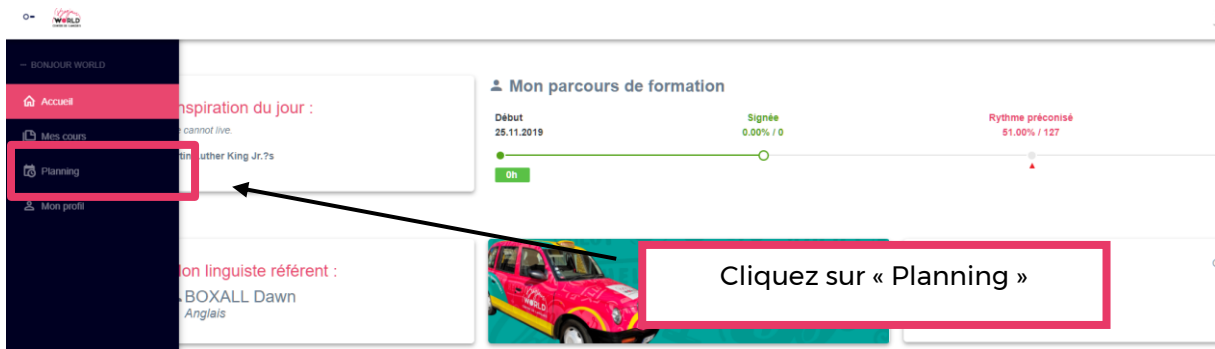 WORLD
– BONJOUR WORLD
Accueil
Mes cours
Planning
Mon profil
nspiration du jour :
cannot live.
tin Luther King Jr.?s
Mon parcours de formation
Début
25.11.2019
Signée
0.00% / 0
Rythme préconisé
51.00% / 127
0h
on linguiste référent :
BOXALL Dawn
Anglais
WORLD
Cliquez sur « Planning »